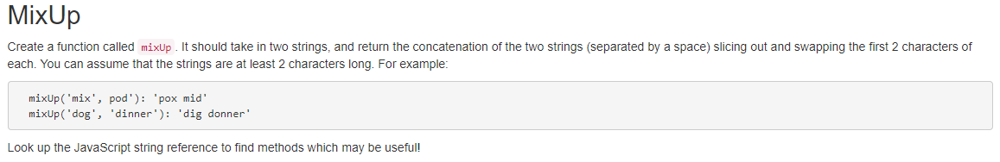 MixUp
Create a function called mixUp . It should take in two strings, and return the concatenation of the two strings (separated by a space) slicing out and swapping the first 2 characters of
each. You can assume that the strings are at least 2 characters long. For example:
mixUp('mix', pod'): 'pox mid'
mixUp('dog', 'dinner'): 'dig donner'
Look up the JavaScript string reference to find methods which may be useful!